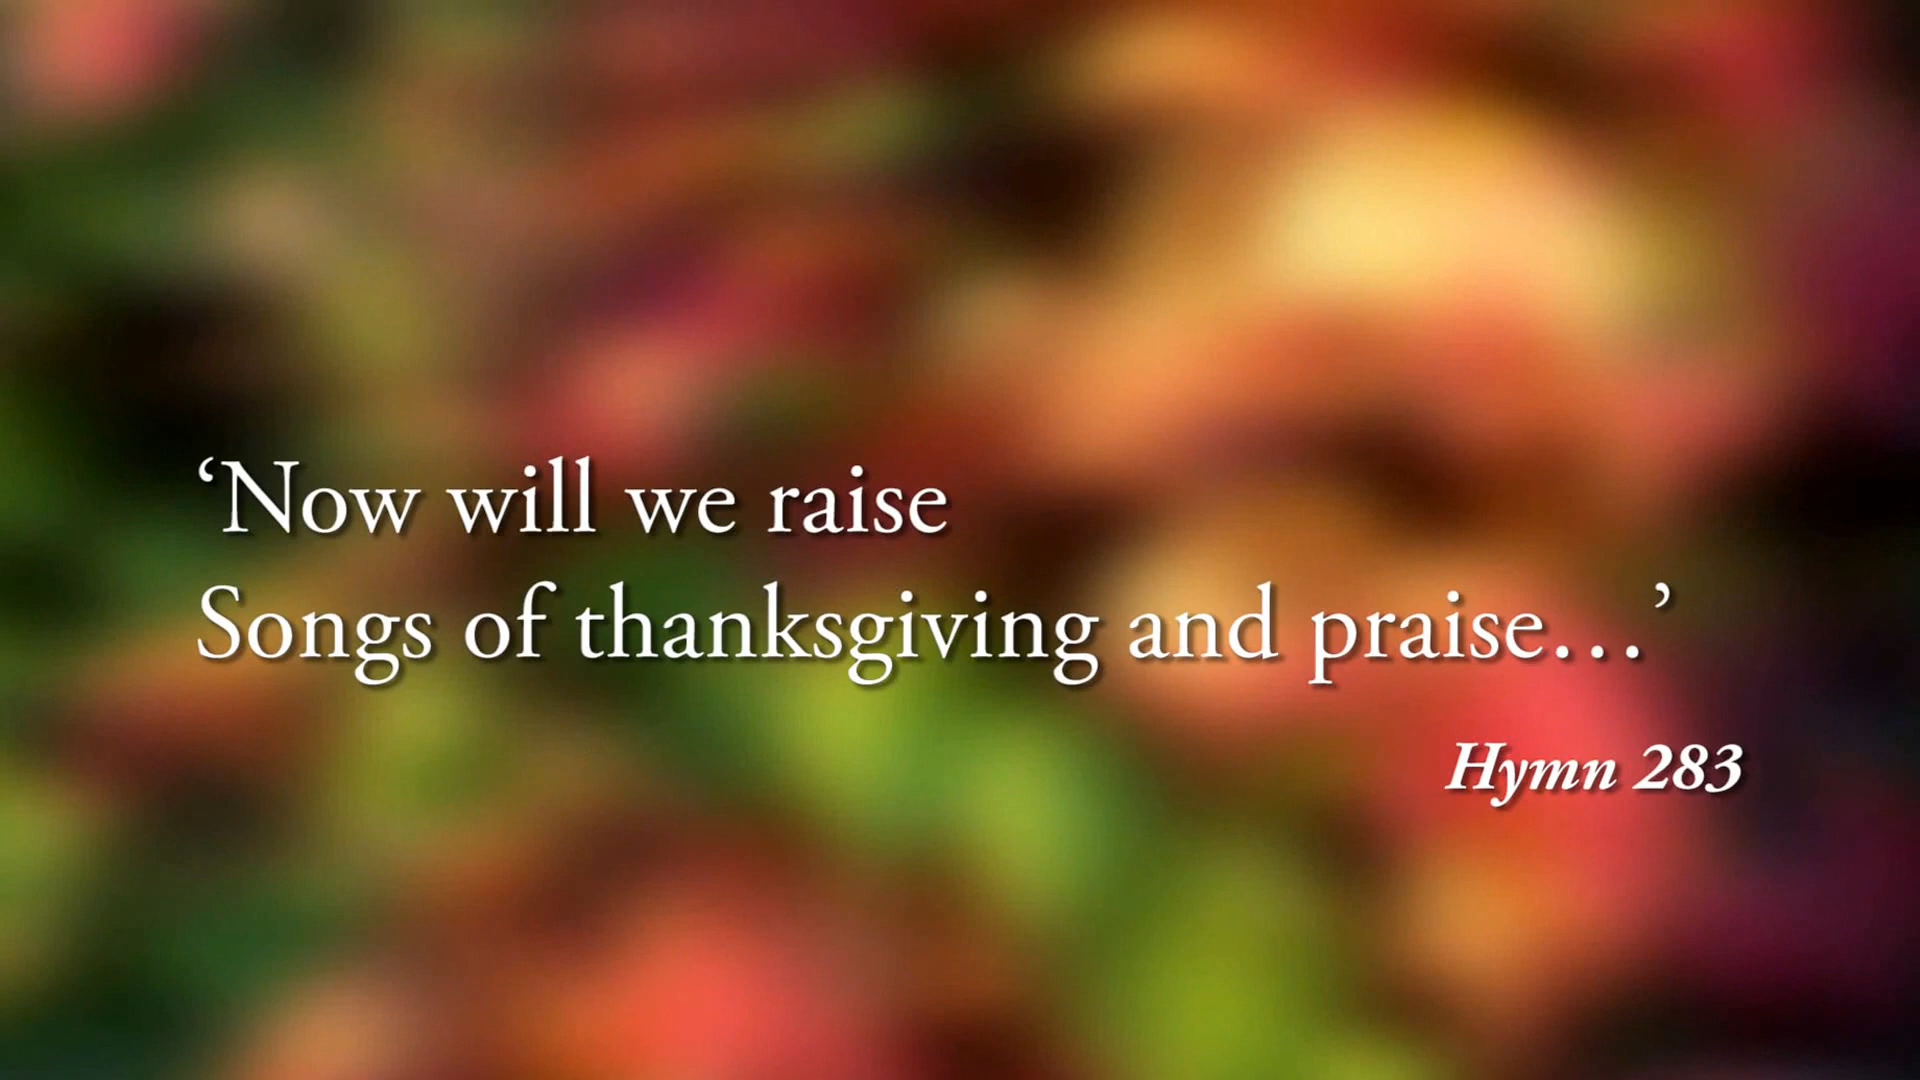 ‘Now will we raise
Songs of thanksgiving and praise…’
Hymn 283